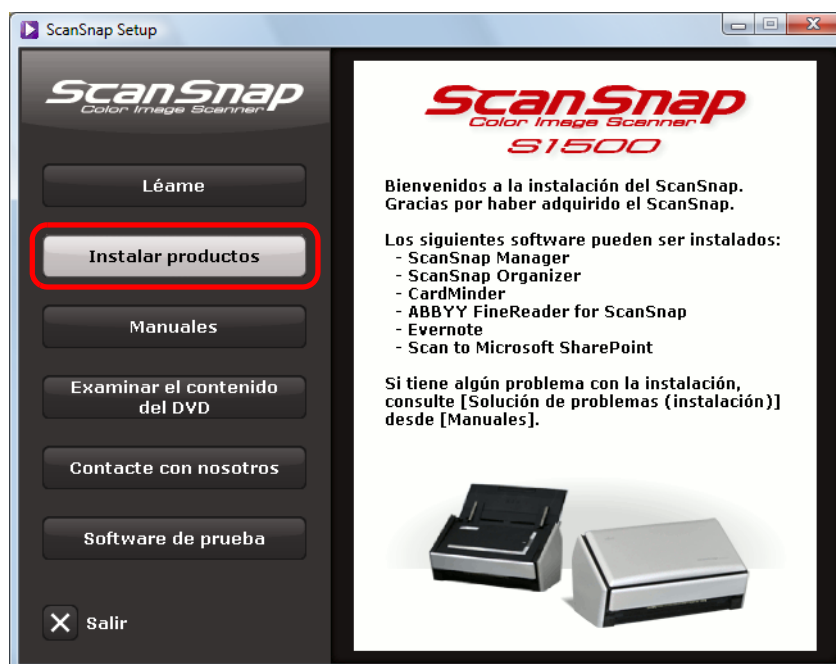 ScanSnap Setup
ScanSnap
Color Image Scanner
Léame
Instalar productos
Manuales
Examinar el contenido
del DVD
Contacte con nosotros
Software de prueba
Salir
ScanSnap
Color Image Scanner
S1500
Bienvenidos a la instalación del ScanSnap.
Gracias por haber adquirido el ScanSnap.
Los siguientes software pueden ser instalados:
- ScanSnap Manager
- ScanSnap Organizer
- CardMinder
- ABBYY FineReader for ScanSnap
- Evernote
- Scan to Microsoft SharePoint
Si tiene algún problema con la instalación,
consulte [Solución de problemas (instalación)]
desde [Manuales].